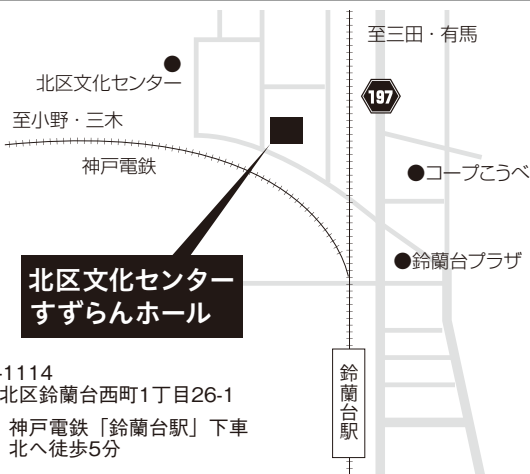 至三田・有馬
北区文化センター
197
至小野・三木
神戸電鉄
コープこうべ
鈴蘭台プラザ
北区文化センター
すずらんホール
鈴蘭台駅
-1114
北区鈴蘭台西町1丁目26-1
神戸電鉄「鈴蘭台駅」下車
北へ徒歩5分